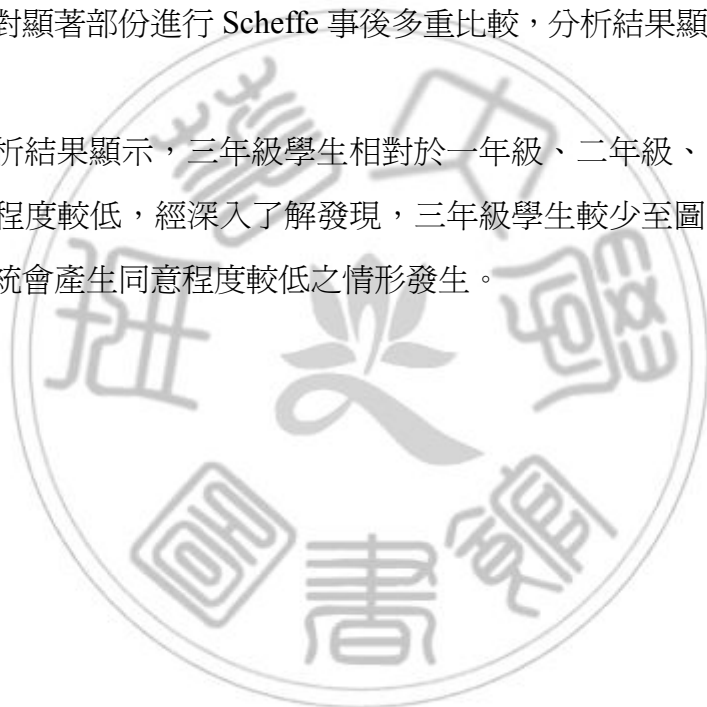 對顯著部份進行 Scheffe 事後多重比較，分析結果顯
析結果顯示，三年級學生相對於一年級、二年級、
程度較低，經深入了解發現，三年級學生較少至圖
統會產生同意程度較低之情形發生。
書